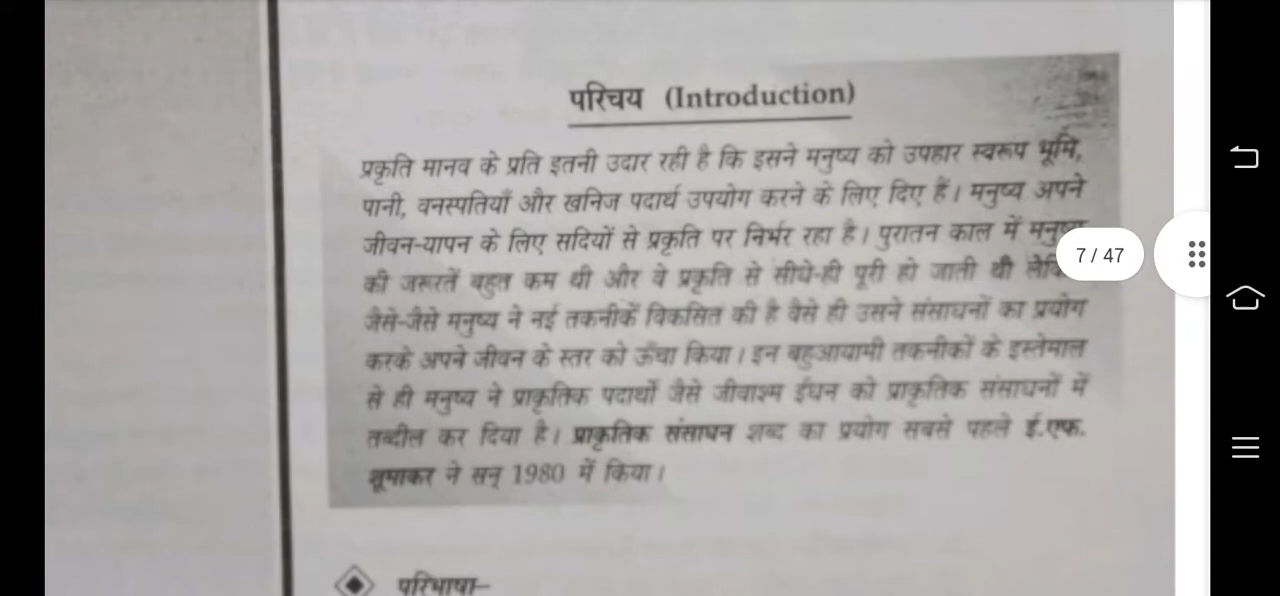 परिचय (Introduction)
प्रकृति मानव के प्रति इतनी उदार रही है कि इसने मनुष्य को उपहार स्वरूप भूमि,
पानी, वनस्पतियाँ और खनिज पदार्थ उपयोग करने के लिए दिए हैं। मनुष्य अपने
जीवन-यापन के लिए सदियों से प्रकृति पर निर्भर रहा है। पुरातन काल में
7 / 47
की जरूरतें बहुत कम थी और वे प्रकृति से सीधे-ही पूरी हो जाती थी
जैसे-जैसे मनुष्य ने नई तकनीकें विकसित की है वैसे ही उसने संसाधनों का प्रयोग
करके अपने जीवन के स्तर को ऊँचा किया। इन बहुआयामी तकनीकों के इस्तेमाल
से ही मनुष्य ने प्राकृतिक पदार्थों जैसे जीवाश्म ईंधन को प्राकृतिक संसाधनों में
तब्दील कर दिया है। प्राकृतिक संसाधन शब्द का प्रयोग सबसे पहले ई.एफ.
शूमाकर ने सन् 1980 में किया।
परिभाषा–